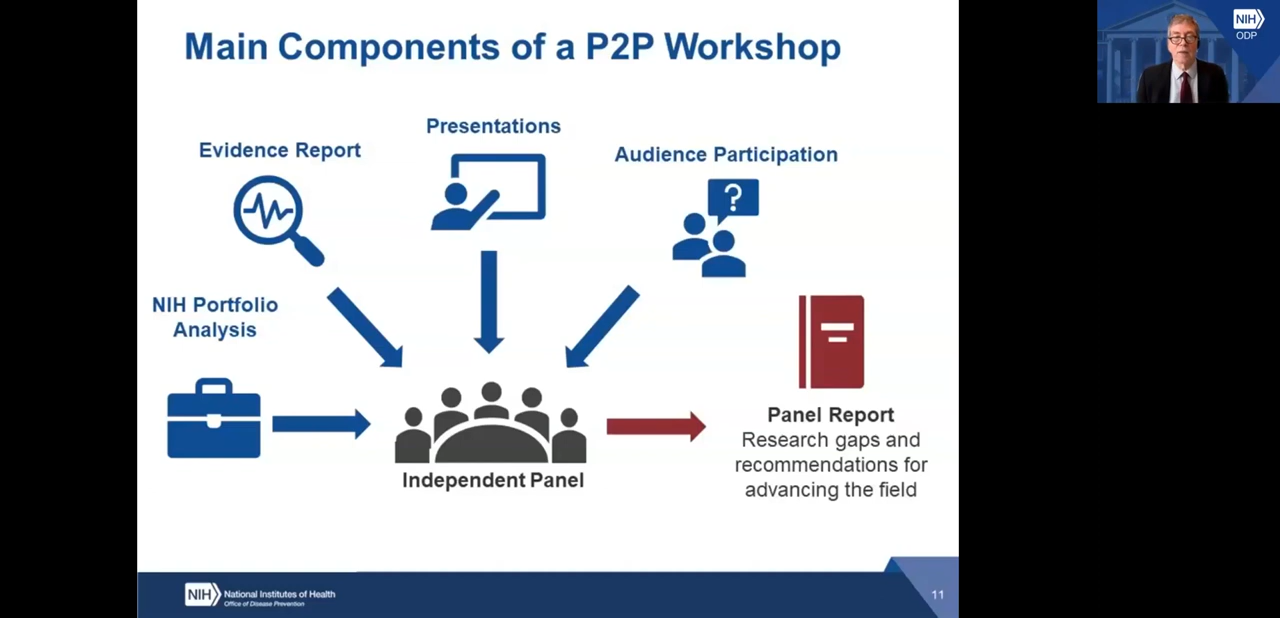 Main Components of a P2P Workshop
NIH
ODP
Presentations
Evidence Report
Audience Participation
?
NIH Portfolio
Analysis
Panel Report
Research gaps and
recommendations for
advancing the field
Independent Panel
NIH
National Institutes of Health
Office of Disease Prevention
11